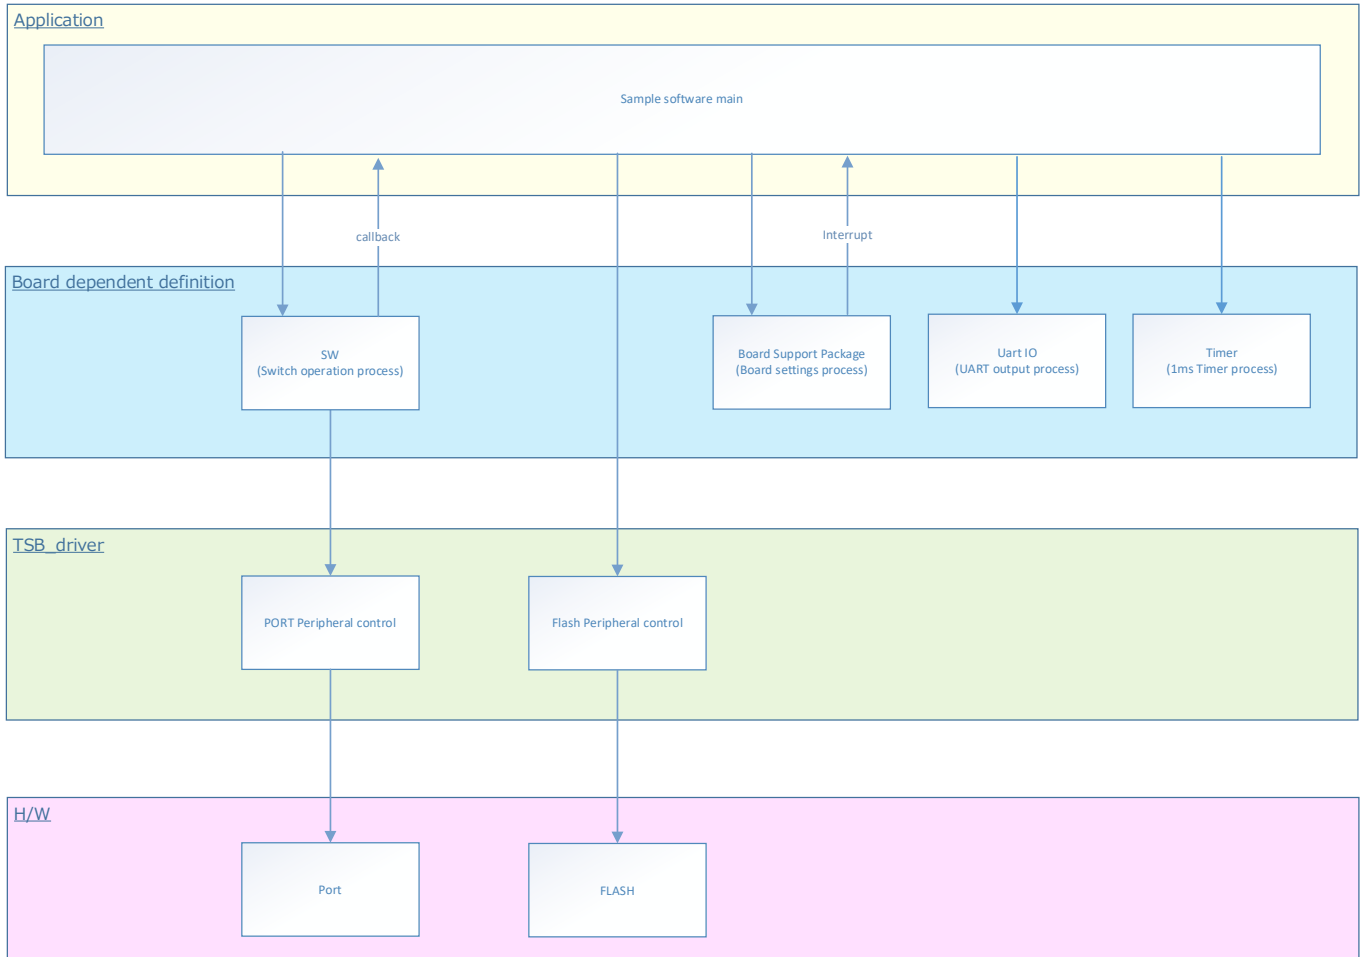 Application
Sample software main
callback
Interrupt
Board dependent definition
SW
(Switch operation process)
Board Support Package
(Board settings process)
Uart IO
(UART output process)
Timer
(1ms Timer process)
TSB_driver
PORT Peripheral control
Flash Peripheral control
H/W
Port
FLASH